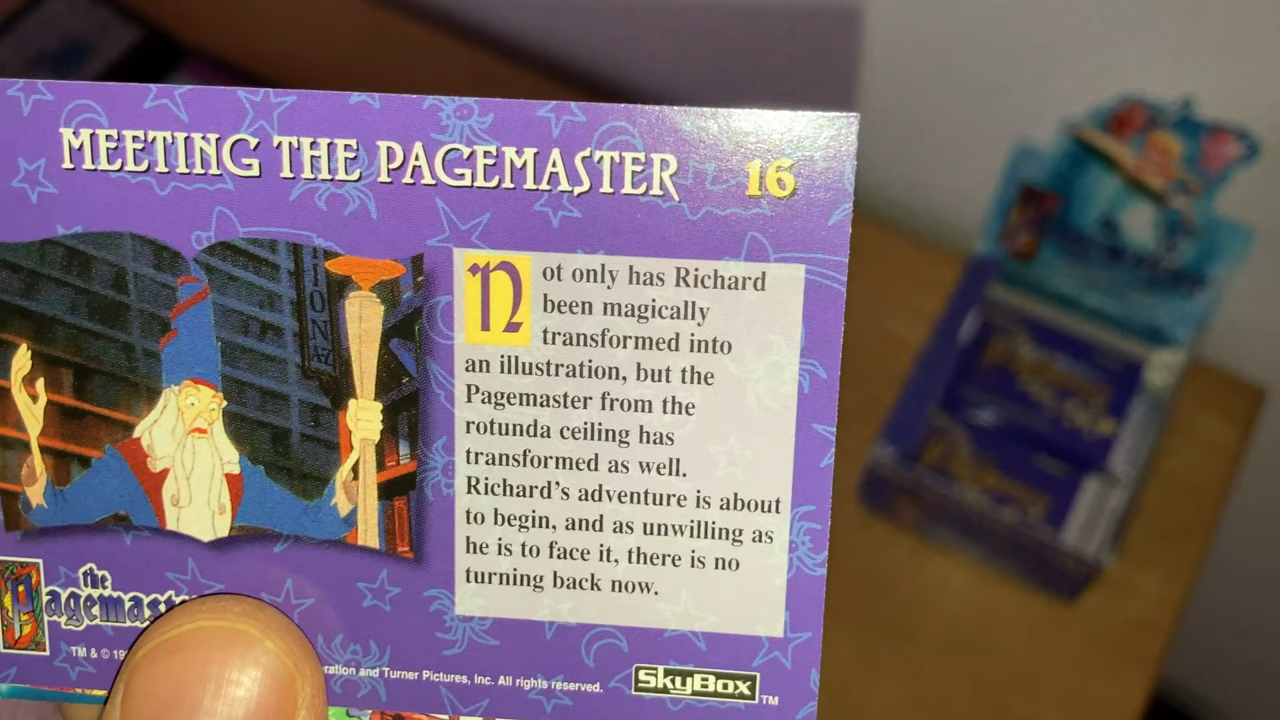 MEETING THE PAGEMASTER 16
Not only has Richard
been magically
transformed into
an illustration, but the
Pagemaster from the
rotunda ceiling has
transformed as well.
Richard's adventure is about
to begin, and as unwilling as
he is to face it, there is no
turning back now.
the
TM & © 19
and Turner Pictures, Inc. All rights reserved.
SkyBox TM